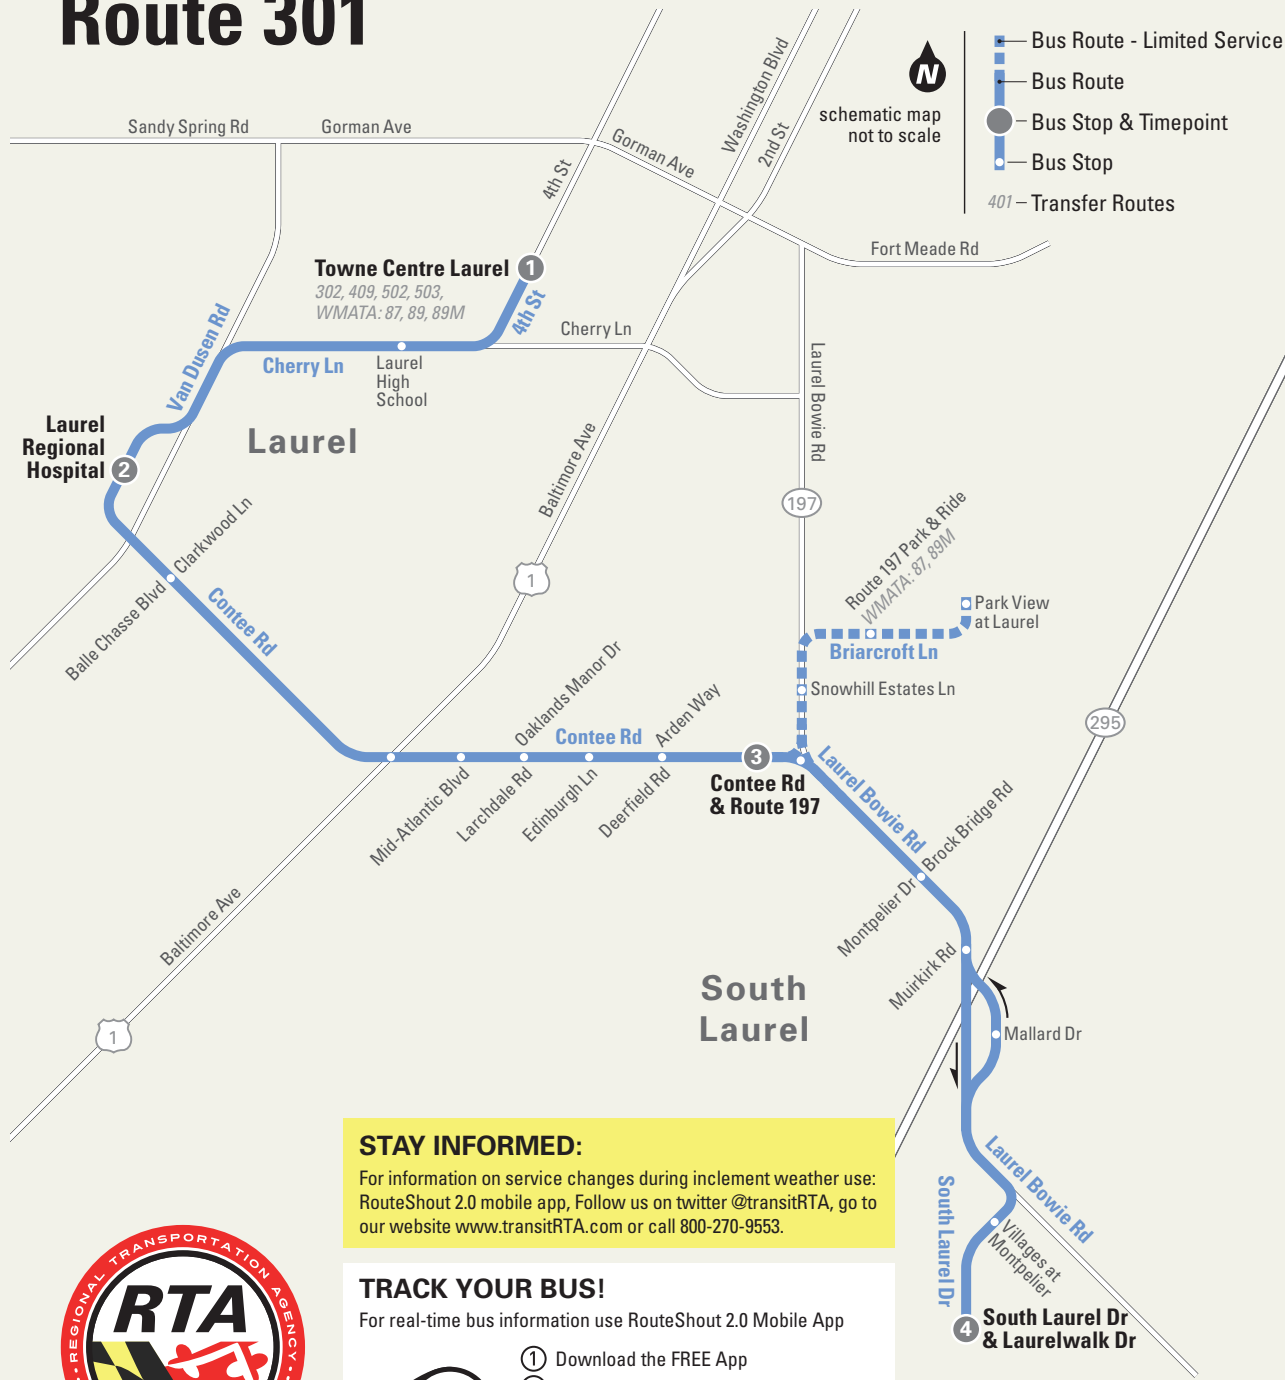 Route 301
N
schematic map
not to scale
Bus Route - Limited Service
Bus Route
Bus Stop & Timepoint
Bus Stop
401
Transfer Routes
Sandy Spring Rd
Gorman Ave
4th St
Gorman Ave
Washington Blvd
2nd St
Fort Meade Rd
Towne Centre Laurel
1
302, 409, 502, 503,
WMATA: 87, 89, 89M
4th St
Cherry Ln
Van Dusen Rd
Cherry Ln
Laurel
High
School
Laurel Bowie Rd
Laurel
Regional
Hospital
2
Laurel
Baltimore Ave
197
Clarkwood Ln
Balle Chasse Blvd
Contee Rd
1
Route 197 Park & Ride
WMATA: 87, 89M
Park View
at Laurel
Briarcroft Ln
Snowhill Estates Ln
295
Oaklands Manor Dr
Contee Rd
Arden Way
3
Contee Rd
& Route 197
Laurel Bowie Rd
Mid-Atlantic Blvd
Larchdale Rd
Edinburgh Ln
Deerfield Rd
Brock Bridge Rd
Montpelier Dr
Muirkirk Rd
Baltimore Ave
1
South
Laurel
Mallard Dr
Laurel Bowie Rd
South Laurel Dr
Villages at
Montpelier
4
South Laurel Dr
& Laurelwalk Dr
STAY INFORMED:
For information on service changes during inclement weather use:
RouteShout 2.0 mobile app, Follow us on twitter @transitRTA, go to
our website www.transitRTA.com or call 800-270-9553.
TRACK YOUR BUS!
For real-time bus information use RouteShout 2.0 Mobile App
1 Download the FREE App
REGIONAL TRANSPORTATION AGENCY
RTA